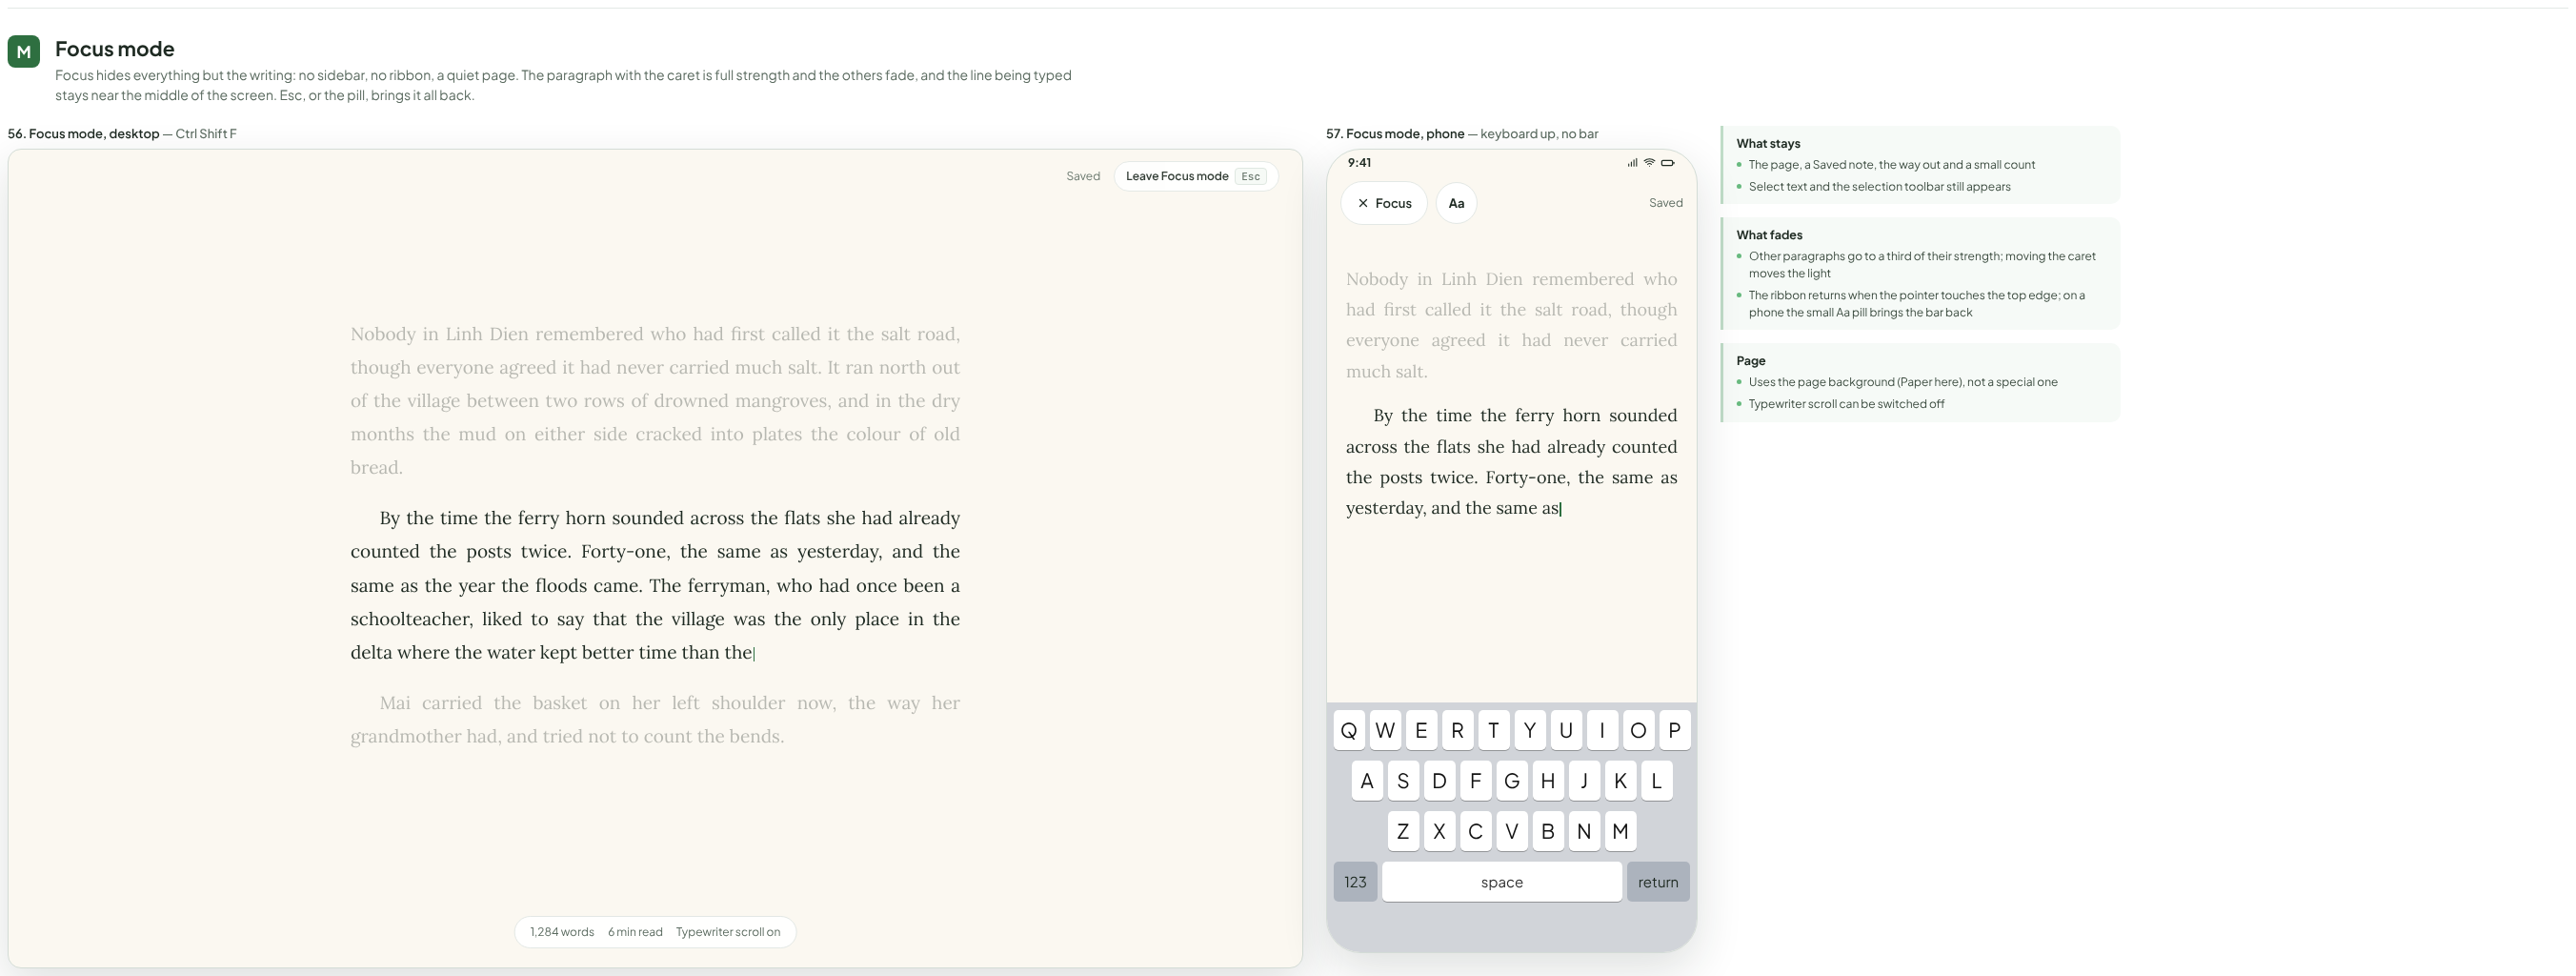 M
Focus mode
Focus hides everything but the writing: no sidebar, no ribbon, a quiet page. The paragraph with the caret is full strength and the others fade, and the line being typed
stays near the middle of the screen. Esc, or the pill, brings it all back.
56. Focus mode, desktop — Ctrl Shift F
Saved
Leave Focus mode Esc
Nobody in Linh Dien remembered who had first called it the salt road,
though everyone agreed it had never carried much salt. It ran north out
of the village between two rows of drowned mangroves, and in the dry
months the mud on either side cracked into plates the colour of old
bread.
By the time the ferry horn sounded across the flats she had already
counted the posts twice. Forty-one, the same as yesterday, and the
same as the year the floods came. The ferryman, who had once been a
schoolteacher, liked to say that the village was the only place in the
delta where the water kept better time than the
Mai carried the basket on her left shoulder now, the way her
grandmother had, and tried not to count the bends.
1,284 words 6 min read Typewriter scroll on
57. Focus mode, phone — keyboard up, no bar
9:41
× Focus
Aa
Saved
Nobody in Linh Dien remembered who
had first called it the salt road, though
everyone agreed it had never carried
much salt.
By the time the ferry horn sounded
across the flats she had already counted
the posts twice. Forty-one, the same as
yesterday, and the same as
Q W E R T Y U I O P
A S D F G H J K L
Z X C V B N M
123 space return
What stays
The page, a Saved note, the way out and a small count
Select text and the selection toolbar still appears
What fades
Other paragraphs go to a third of their strength; moving the caret
moves the light
The ribbon returns when the pointer touches the top edge; on a
phone the small Aa pill brings the bar back
Page
Uses the page background (Paper here), not a special one
Typewriter scroll can be switched off